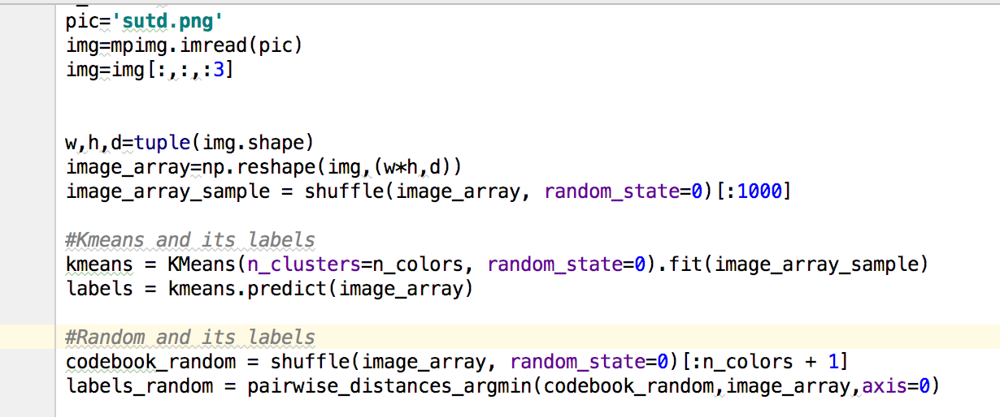 pic='sutd.png'
img=mpimg.imread(pic)
img=img[:,:,:3]
w,h,d=tuple(img.shape)
image_array=np.reshape(img,(w*h,d))
image_array_sample = shuffle(image_array, random_state=0)[:1000]
#Kmeans and its labels
kmeans = KMeans(n_clusters=n_colors, random_state=0).fit(image_array_sample)
labels = kmeans.predict(image_array)
#Random and its labels
codebook_random = shuffle(image_array, random_state=0)[:n_colors + 1]
labels_random = pairwise_distances_argmin(codebook_random,image_array,axis=0)